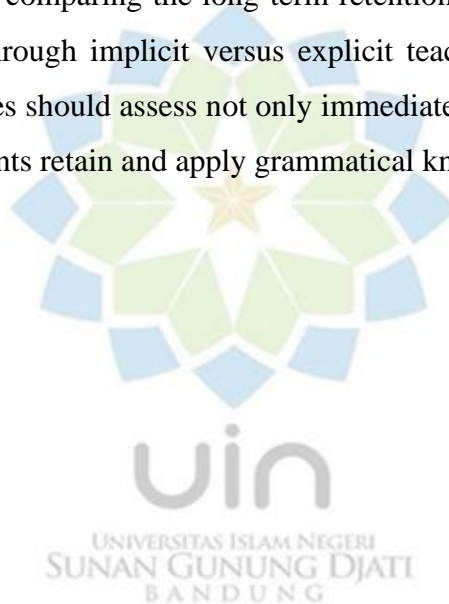 comparing the long-term retention
rough implicit versus explicit teac
es should assess not only immediate
nts retain and apply grammatical kn
uin
UNIVERSITAS ISLAM NEGERI
SUNAN GUNUNG DJATI
BANDUNG